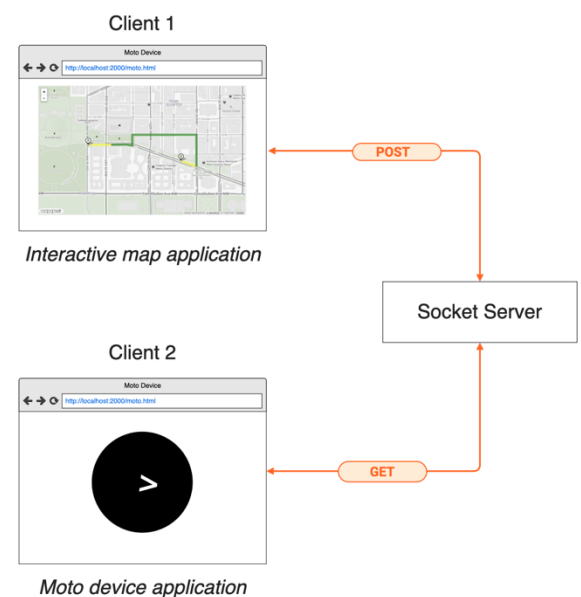 Client 1
Moto Device
http://localhost:2000/moto.html
Interactive map application
POST
Socket Server
Client 2
Moto Device
http://localhost:2000/moto.html
>
GET
Moto device application